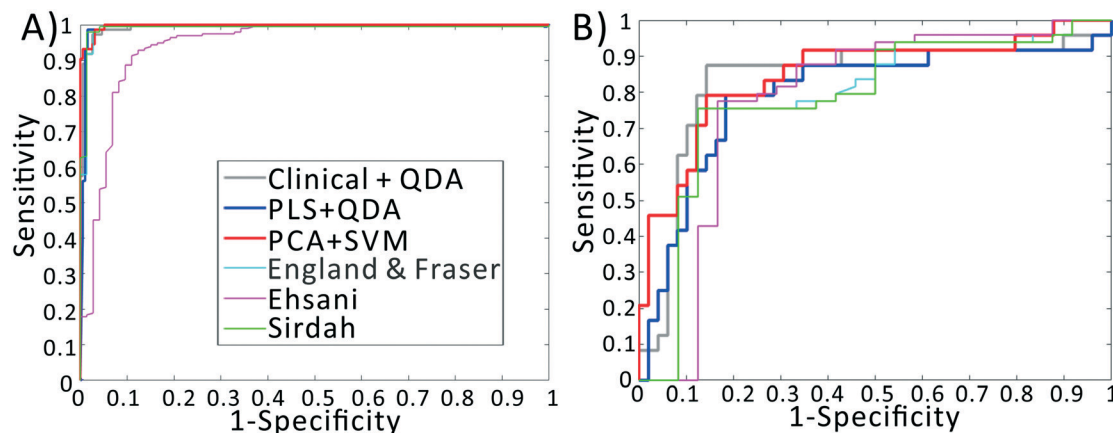 A)
1
0.9
0.8
0.7
0.6
0.5
0.4
0.3
0.2
0.1
0
Sensitivity
Clinical + QDA
PLS+QDA
PCA+SVM
England & Fraser
Ehsani
Sirdah
0 0.1 0.2 0.3 0.4 0.5 0.6 0.7 0.8 0.9 1
1-Specificity
B)
1
0.9
0.8
0.7
0.6
0.5
0.4
0.3
0.2
0.1
0
Sensitivity
0 0.1 0.2 0.3 0.4 0.5 0.6 0.7 0.8 0.9 1
1-Specificity